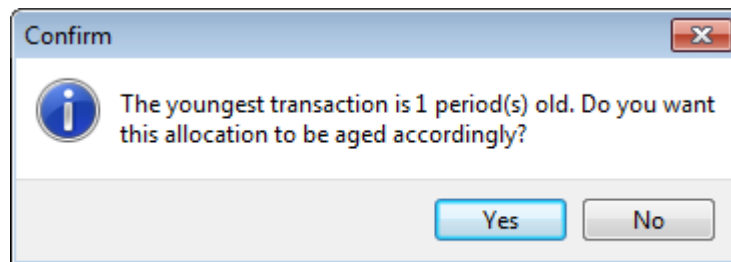 Confirm
The youngest transaction is 1 period(s) old. Do you want
this allocation to be aged accordingly?
Yes
No